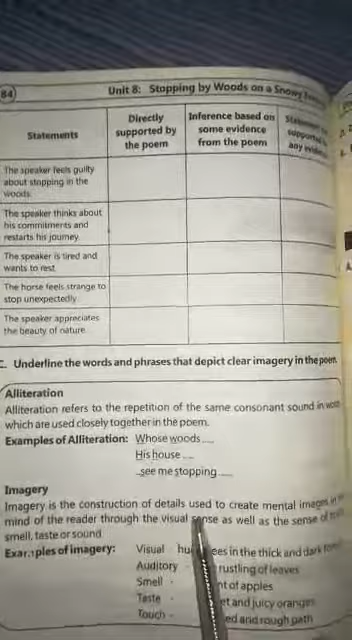 84
Unit 8: Stopping by Woods on a Snowy
Statements
Directly supported by the poem
Inference based on some evidence from the poem
supported
any
The speaker feels guilty
about stopping in the
woods.
The speaker thinks about
his commitments and
restarts his journey.
The speaker is tired and
wants to rest.
The horse feels strange to
stop unexpectedly.
The speaker appreciates
the beauty of nature.
C. Underline the words and phrases that depict clear imagery in the poem.
Alliteration
Alliteration refers to the repetition of the same consonant sound in
which are used closely together in the poem.
Examples of Alliteration: Whose woods ....
His house ....
..see me stopping .....
Imagery
Imagery is the construction of details used to create mental images in
mind of the reader through the visual sense as well as the sense of
smell, taste or sound
Examples of imagery: Visual hu ees in the thick and dark
Auditory - rustling of leaves
Smell - nt of apples
Taste - et and juicy oranges
Touch - ed and rough path